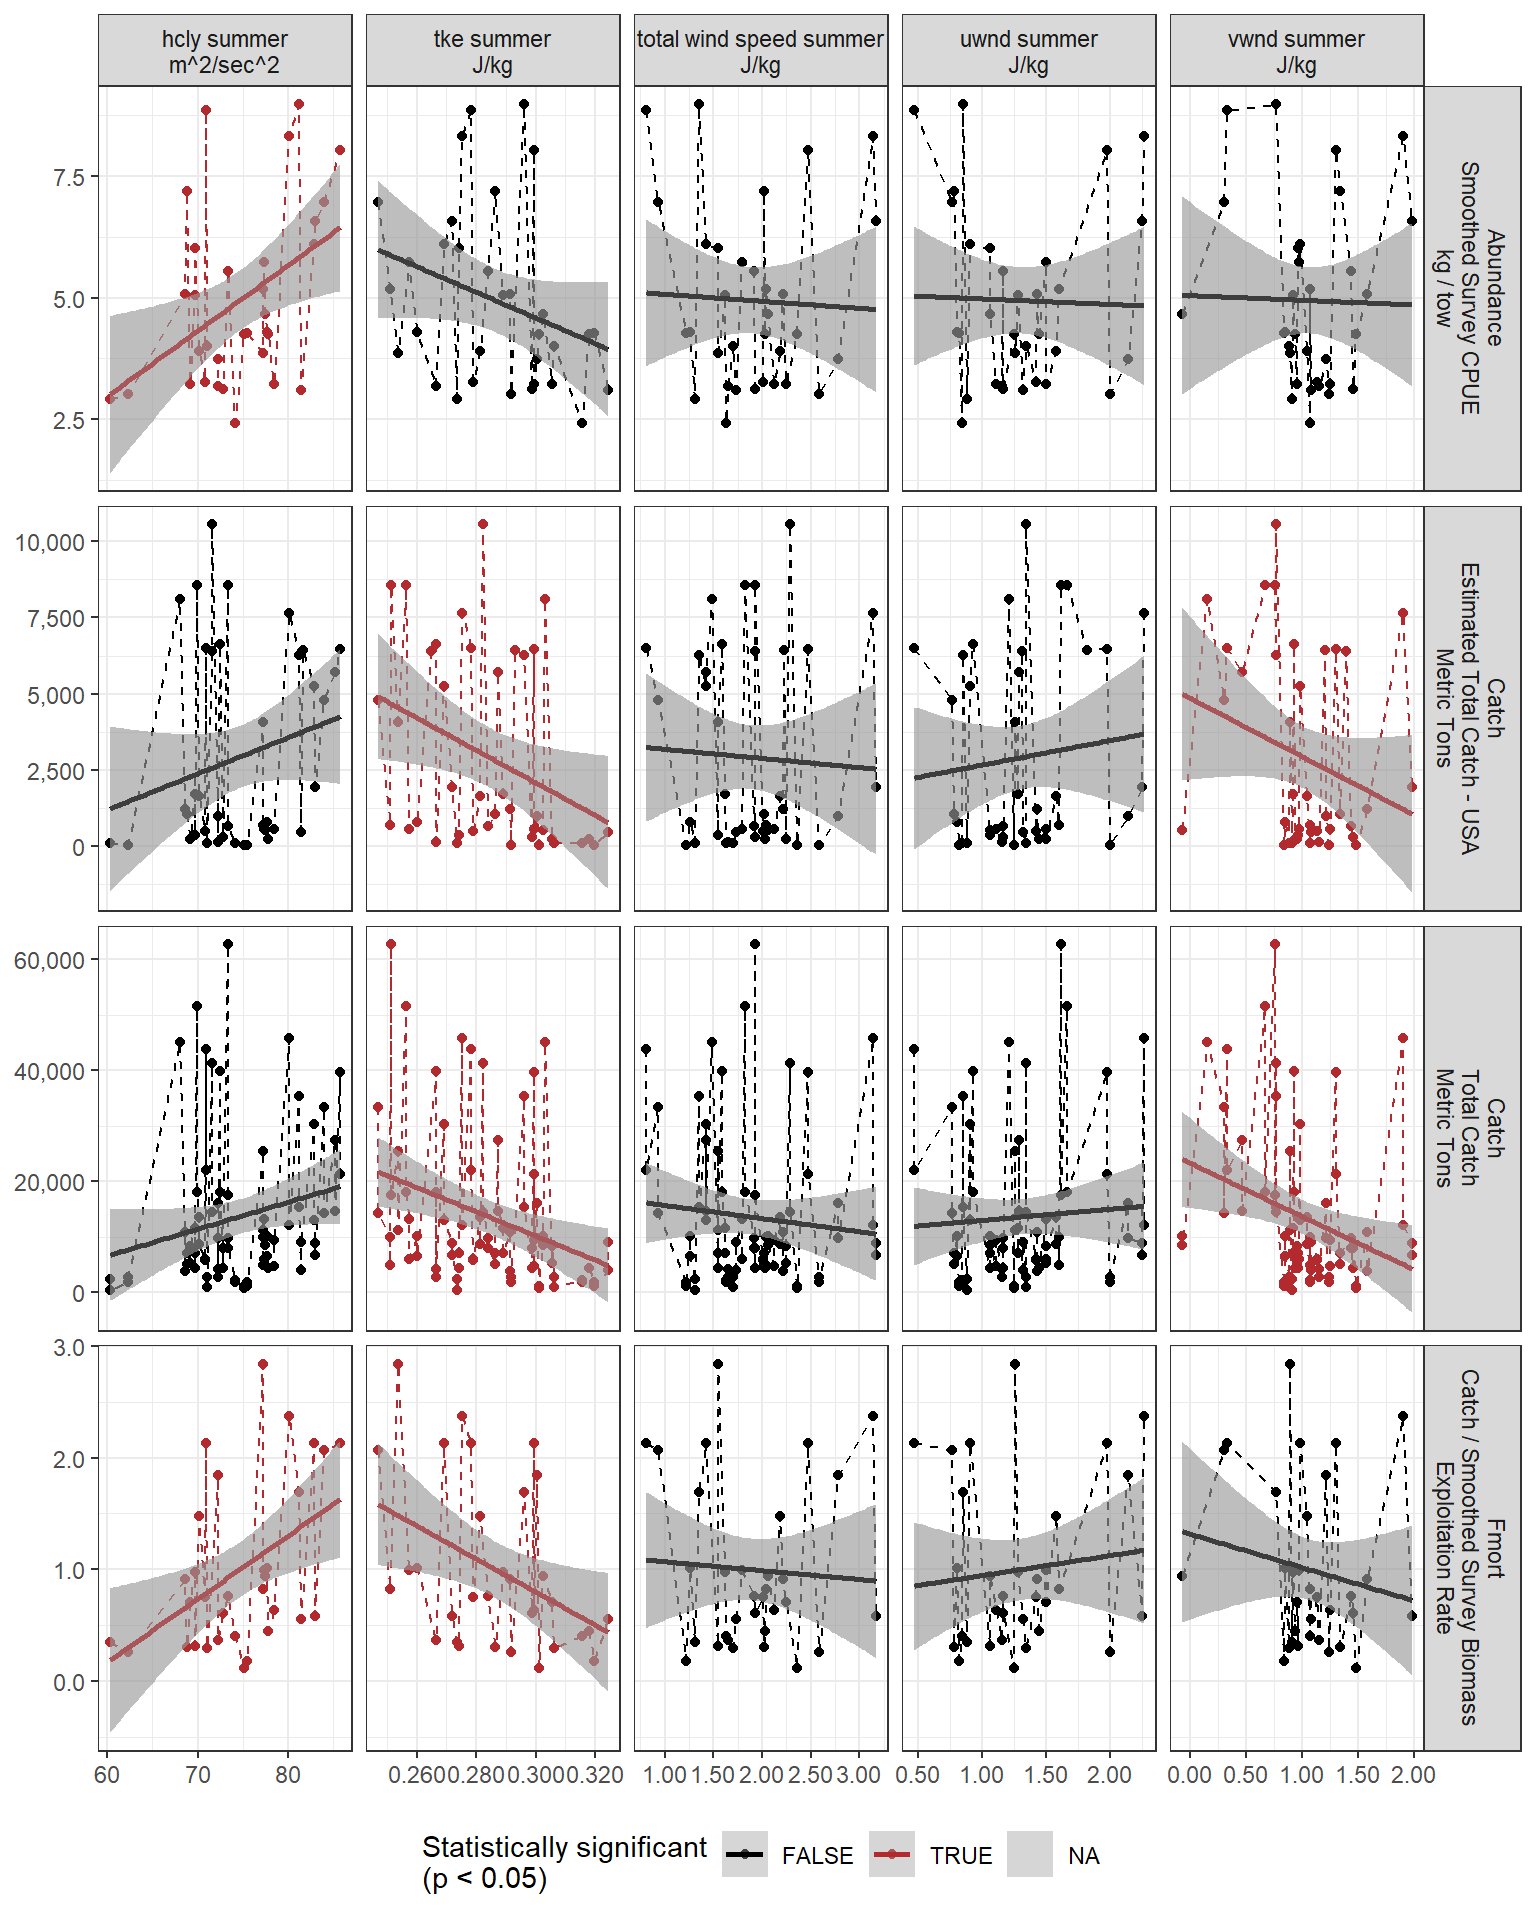 hcly summer
m^2/sec^2
tke summer
J/kg
total wind speed summer
J/kg
uwnd summer
J/kg
vwnd summer
J/kg
7.5
5.0
2.5
Abundance
Smoothed Survey CPUE
kg / tow
10,000
7,500
5,000
2,500
0
Catch
Estimated Total Catch - USA
Metric Tons
60,000
40,000
20,000
0
Catch
Total Catch
Metric Tons
3.0
2.0
1.0
0.0
Fmort
Catch / Smoothed Survey Biomass
Exploitation Rate
60 70 80
0.260 0.280 0.300 0.320
1.00 1.50 2.00 2.50 3.00
0.50 1.00 1.50 2.00
0.00 0.50 1.00 1.50 2.00
Statistically significant
(p < 0.05)
FALSE TRUE NA